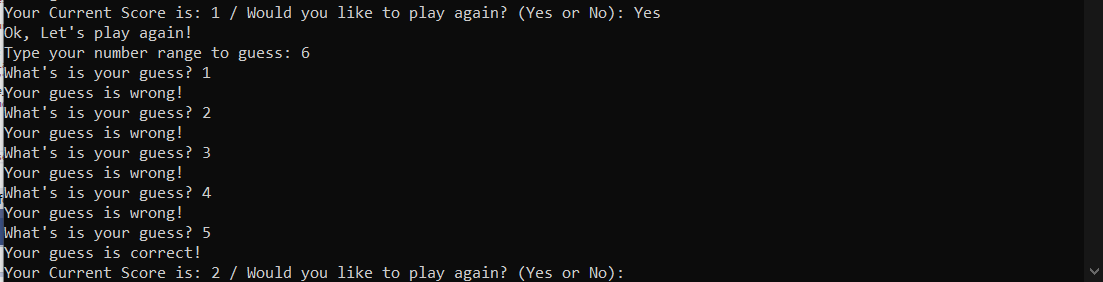 Your Current Score is: 1 / Would you like to play again? (Yes or No): Yes
Ok, Let's play again!
Type your number range to guess: 6
What's is your guess? 1
Your guess is wrong!
What's is your guess? 2
Your guess is wrong!
What's is your guess? 3
Your guess is wrong!
What's is your guess? 4
Your guess is wrong!
What's is your guess? 5
Your guess is correct!
Your Current Score is: 2 / Would you like to play again? (Yes or No):